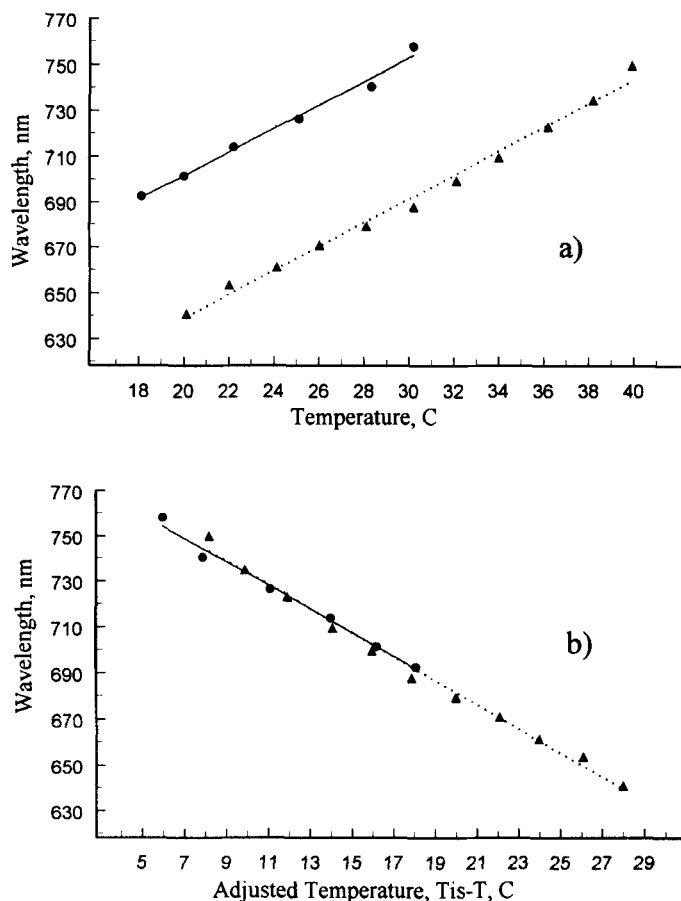 770
750
730
710
690
670
650
630
Wavelength, nm
a)
18 20 22 24 26 28 30 32 34 36 38 40
Temperature, C
770
750
730
710
690
670
650
630
Wavelength, nm
b)
5 7 9 11 13 15 17 19 21 23 25 27 29
Adjusted Temperature, Tis-T, C